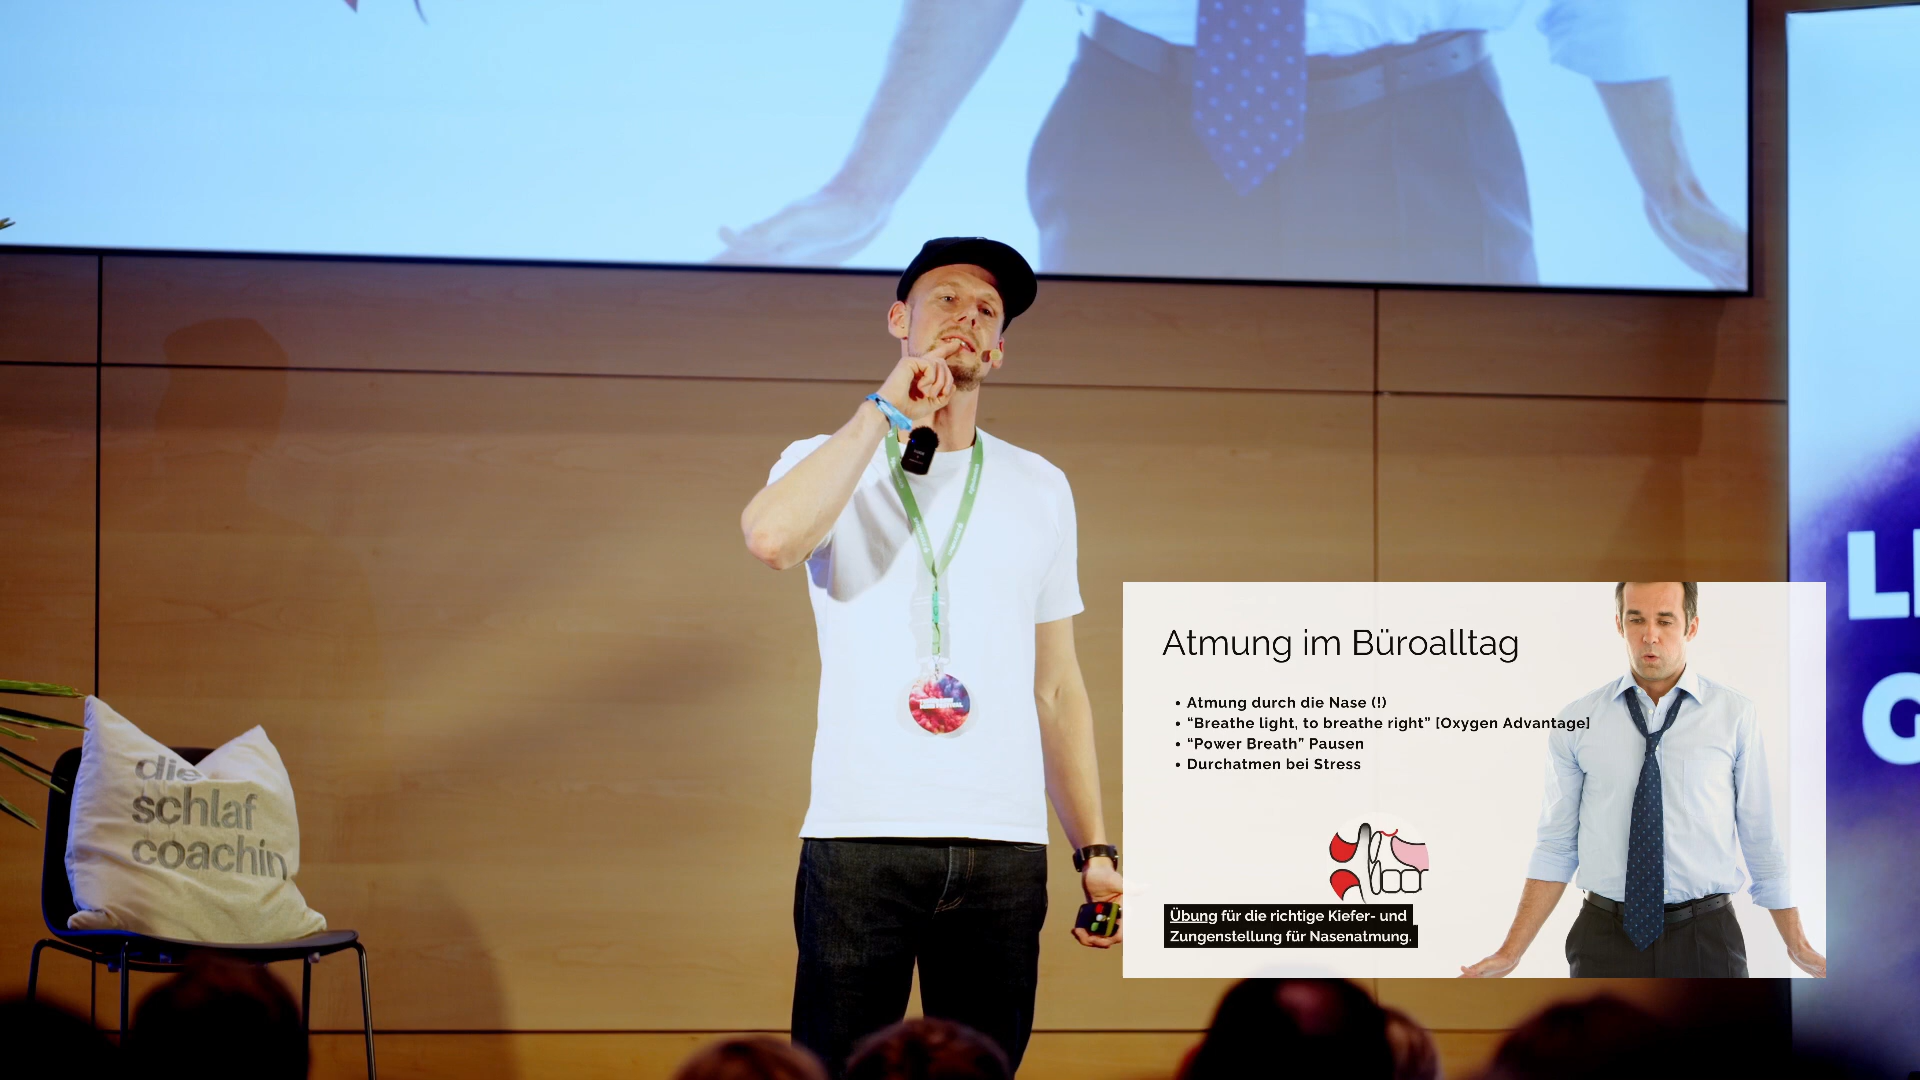 die
schlaf
coachin
Atmung im Büroalltag
• Atmung durch die Nase (!)
• “Breathe light, to breathe right” [Oxygen Advantage]
• “Power Breath” Pausen
• Durchatmen bei Stress
Übung für die richtige Kiefer- und
Zungenstellung für Nasenatmung.